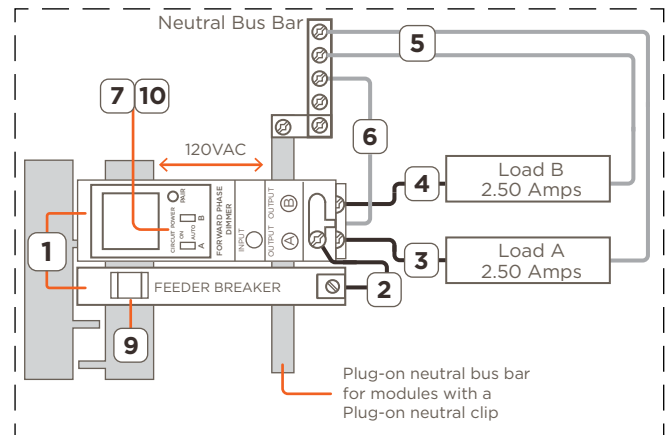 Neutral Bus Bar
5
7 10
6
120VAC
4
Load B
2.50 Amps
PAIR
CIRCUIT POWER
ON
AUTO
A B
FORWARD PHASE
DIMMER
INPUT
OUTPUT OUTPUT
A B
1
3
Load A
2.50 Amps
FEEDER BREAKER
2
9
Plug-on neutral bus bar
for modules with a
Plug-on neutral clip